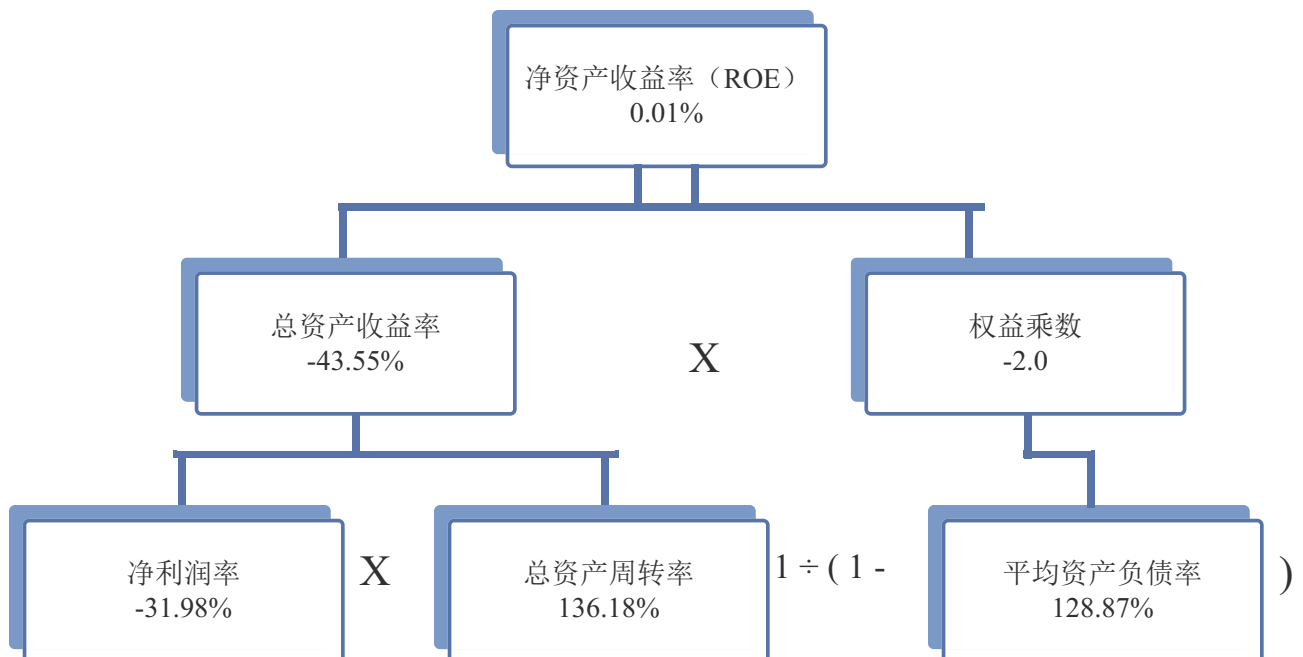 净资产收益率（ROE）
0.01%
总资产收益率
-43.55%
X
权益乘数
-2.0
净利润率
-31.98%
X
总资产周转率
136.18%
1 ÷ ( 1 -
平均资产负债率
128.87%
)